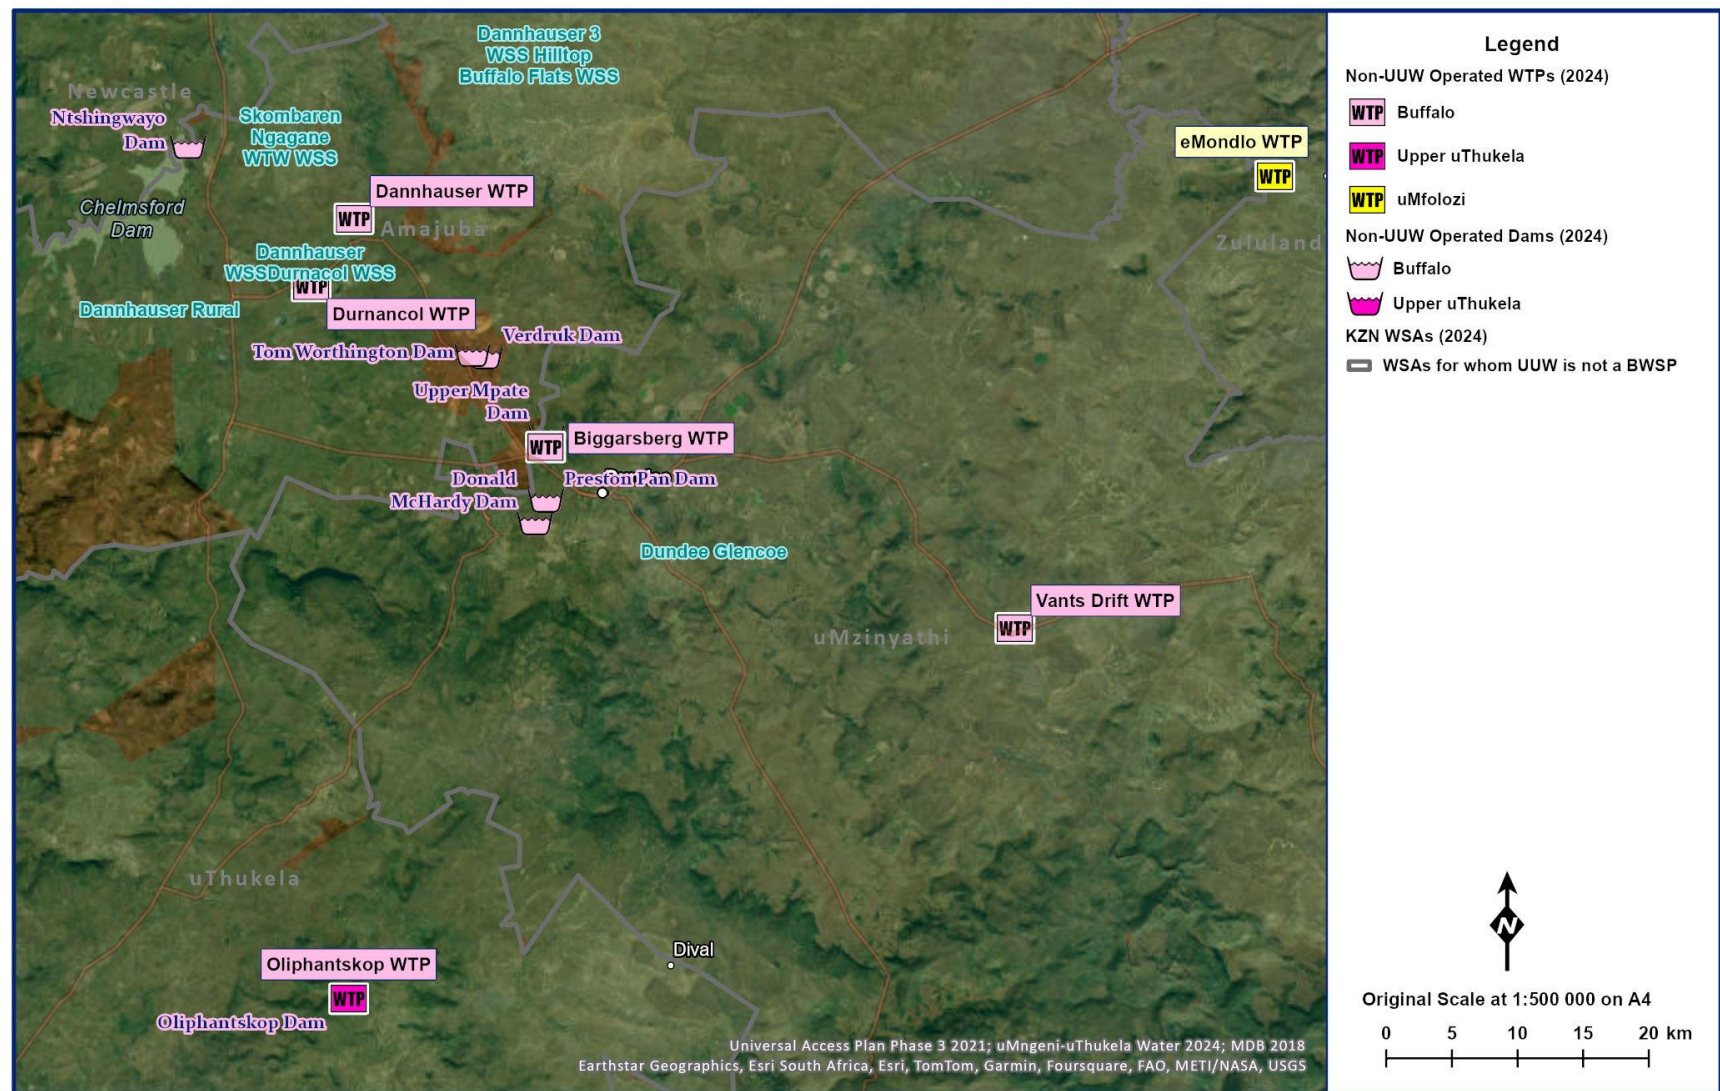 Dannhauser 3
WSS Hilltop
Buffalo Flats WSS
Newcastle
Ntshingwayo
Dam
Skombaren
Ngagane
WTW WSS
eMondlo WTP
WTP
Dannhauser WTP
WTP
Chelmsford
Dam
Amajuba
Zululand
Dannhauser
WSSDurnacol WSS
WTP
Dannhauser Rural
Durnancol WTP
Verdruk Dam
Tom Worthington Dam
Upper Mpate
Dam
Biggarsberg WTP
WTP
Donald
McHardy Dam
Preston Pan Dam
Dundee Glencoe
Vants Drift WTP
WTP
uMzinyathi
uThukela
Dival
Oliphantskop WTP
WTP
Oliphantskop Dam
Universal Access Plan Phase 3 2021; uMngeni-uThukela Water 2024; MDB 2018
Earthstar Geographics, Esri South Africa, Esri, TomTom, Garmin, Foursquare, FAO, METI/NASA, USGS
Legend
Non-UUW Operated WTPs (2024)
WTP Buffalo
WTP Upper uThukela
WTP uMfolozi
Non-UUW Operated Dams (2024)
Buffalo
Upper uThukela
KZN WSAs (2024)
WSAs for whom UUW is not a BWSP
N
Original Scale at 1:500 000 on A4
0 5 10 15 20 km